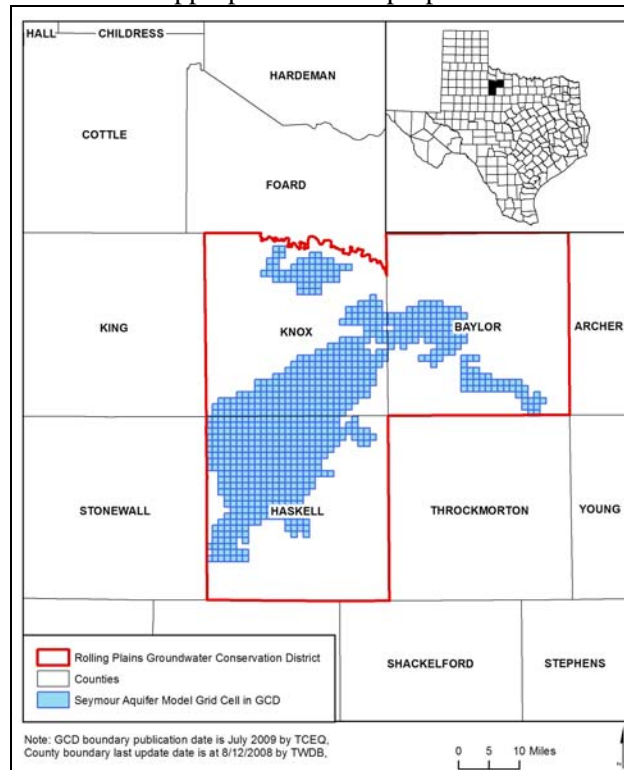 HALL CHILDRESS
HARDEMAN
COTTLE
FOARD
KING KNOX BAYLOR ARCHER
STONEWALL HASKELL THROCKMORTON YOUNG
SHACKELFORD STEPHENS
Rolling Plains Groundwater Conservation District
Counties
Seymour Aquifer Model Grid Cell in GCD
Note: GCD boundary publication date is July 2009 by TCEQ,
County boundary last update date is at 8/12/2008 by TWDB,
0 5 10 Miles